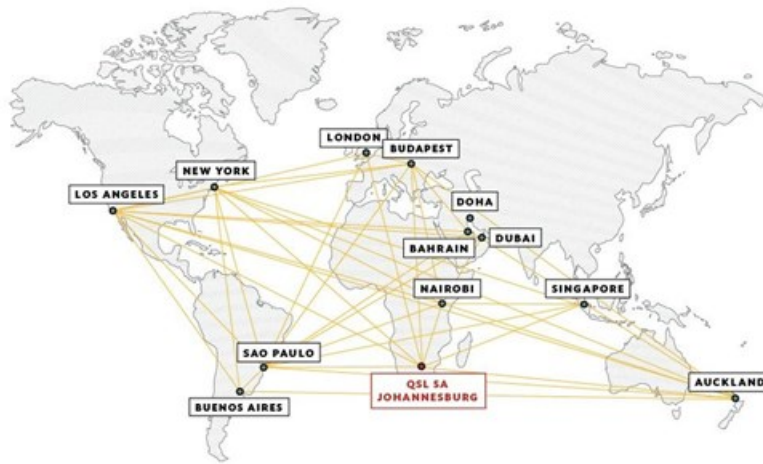 LONDON
BUDAPEST
NEW YORK
LOS ANGELES
DOHA
BAHRAIN
DUBAI
NAIROBI
SINGAPORE
SAO PAULO
QSL SA
JOHANNESBURG
AUCKLAND
BUENOS AIRES